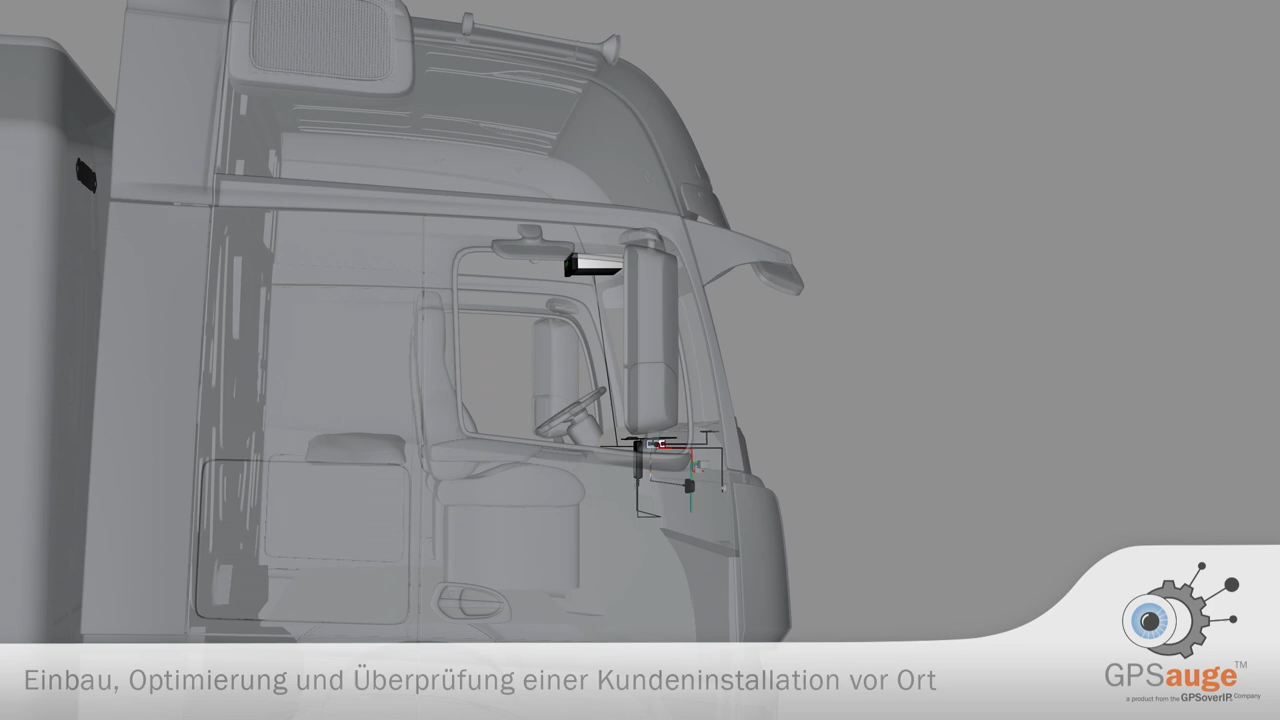 Einbau, Optimierung und Überprüfung einer Kundeninstallation vor Ort
GPSauge™
a product from the GPSoverIP. Company